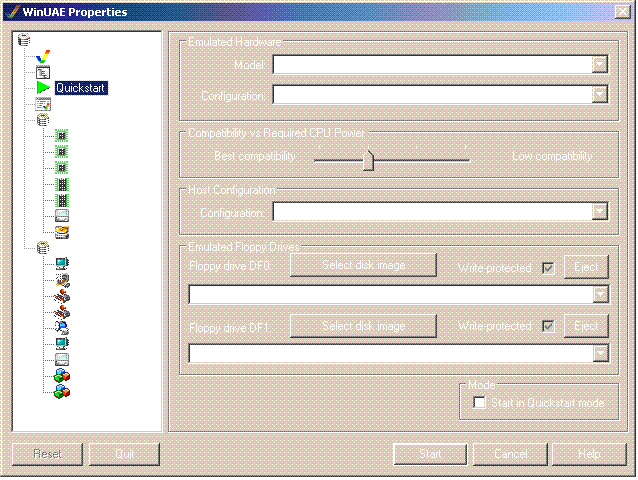 WinUAE Properties
Quickstart
Emulated Hardware
Model:
Configuration:
Compatibility vs Required CPU Power
Best compatibility
Low compatibility
Host Configuration
Configuration:
Emulated Floppy Drives
Floppy drive DF0:
Select disk image
Write-protected
Eject
Floppy drive DF1:
Select disk image
Write-protected
Eject
Mode
Start in Quickstart mode
Reset
Quit
Start
Cancel
Help